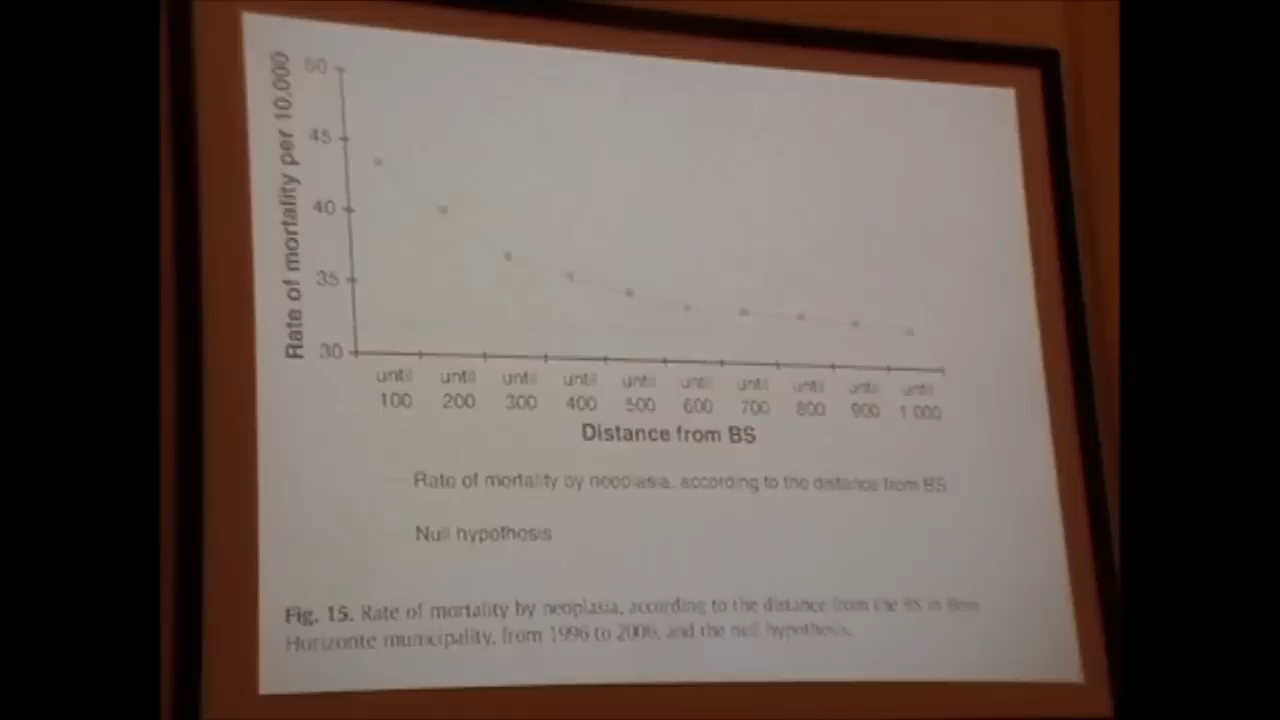 Rate of mortality per 10,000
50
45
40
35
30
until until until until until until until until until until
100 200 300 400 500 600 700 800 900 1 000
Distance from BS
Rate of mortality by neoplasia, according to the distance from BS
Null hypothesis
Fig. 15. Rate of mortality by neoplasia, according to the distance from the BS in Belo
Horizonte municipality, from 1996 to 2006, and the null hypothesis.